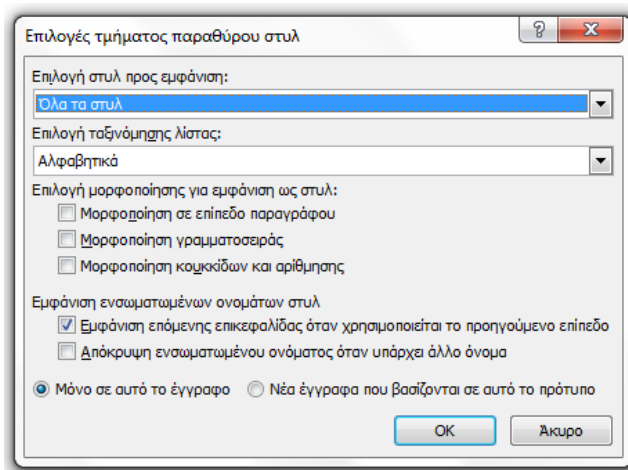 Επιλογές τμήματος παραθύρου στυλ
Επιλογή στυλ προς εμφάνιση:
Όλα τα στυλ
Επιλογή ταξινόμησης λίστας:
Αλφαβητικά
Επιλογή μορφοποίησης για εμφάνιση ως στυλ:
Μορφοποίηση σε επίπεδο παραγράφου
Μορφοποίηση γραμματοσειράς
Μορφοποίηση κουκκίδων και αρίθμησης
Εμφάνιση ενσωματωμένων ονομάτων στυλ
Εμφάνιση επόμενης επικεφαλίδας όταν χρησιμοποιείται το προηγούμενο επίπεδο
Απόκρυψη ενσωματωμένου ονόματος όταν υπάρχει άλλο όνομα
Μόνο σε αυτό το έγγραφο Νέα έγγραφα που βασίζονται σε αυτό το πρότυπο
OK Άκυρο